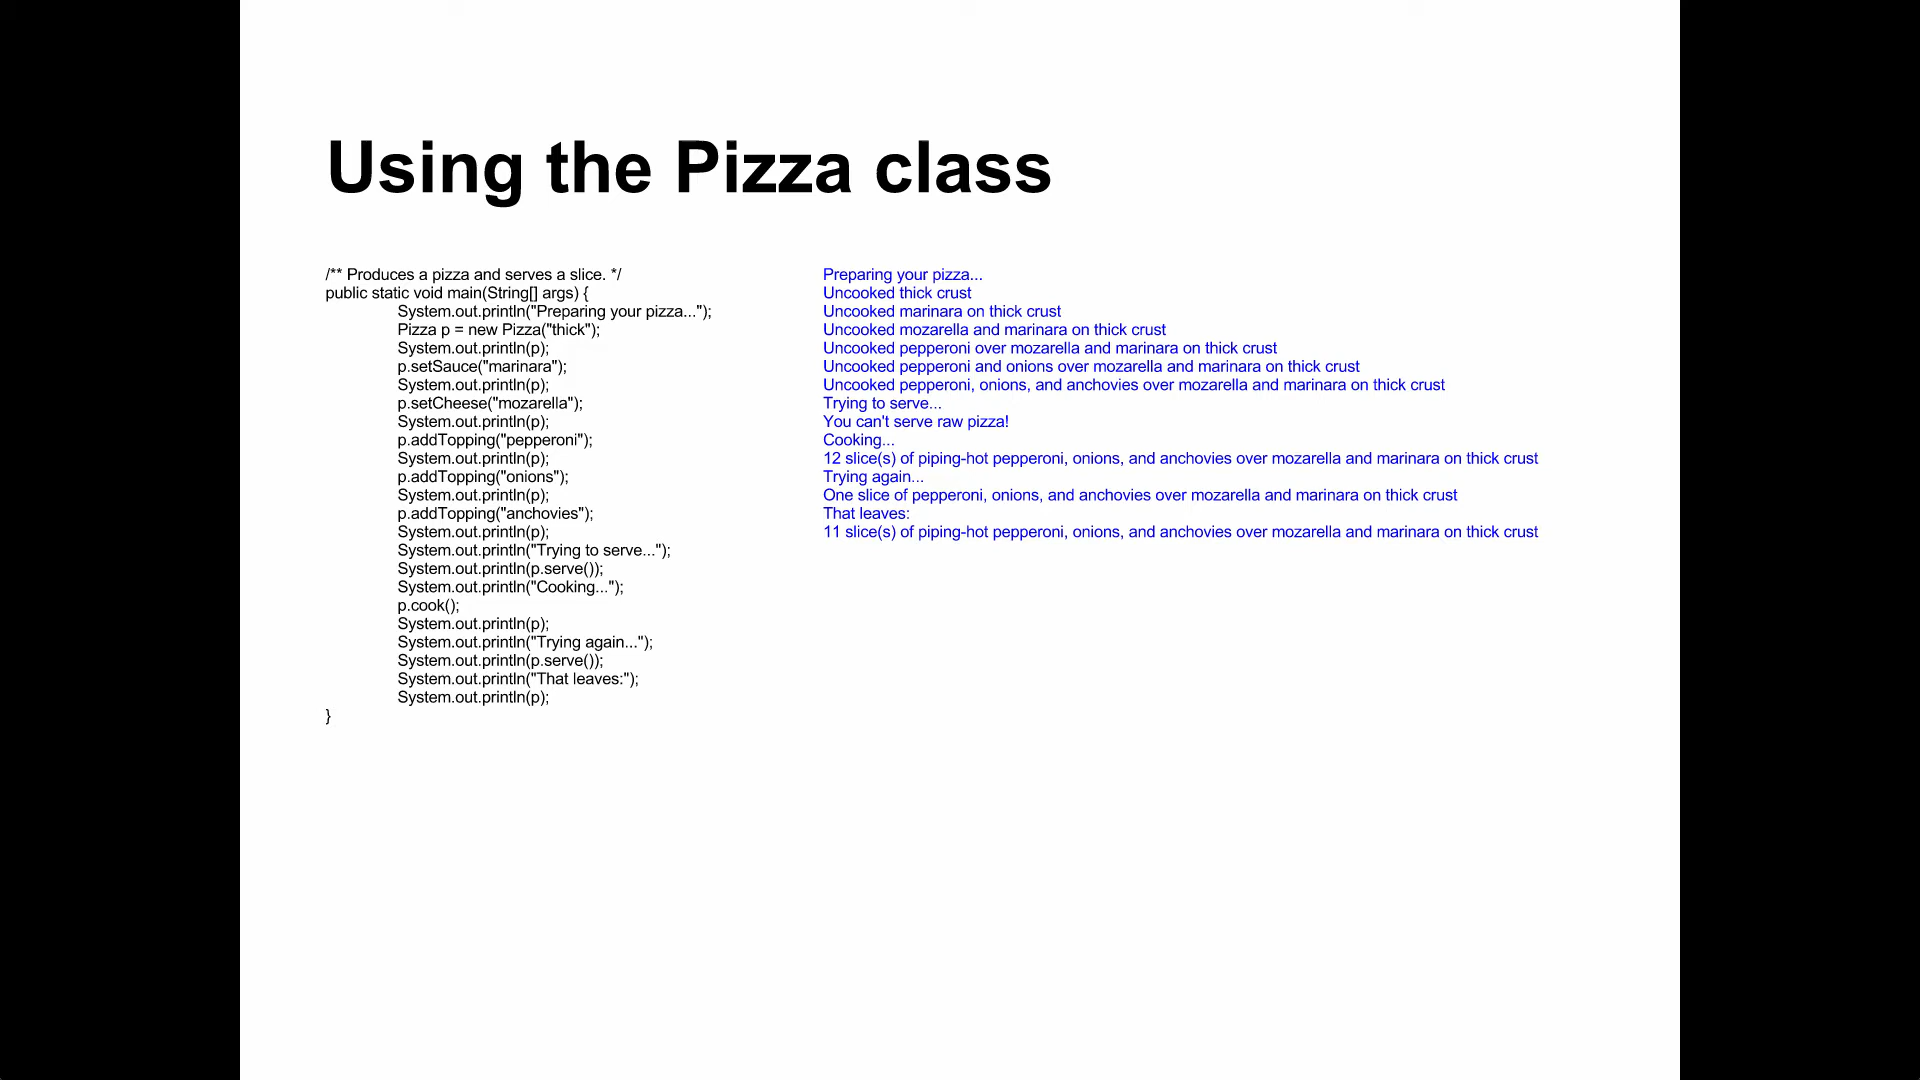 Using the Pizza class
/** Produces a pizza and serves a slice. */
public static void main(String[] args) {
System.out.println("Preparing your pizza...");
Pizza p = new Pizza("thick");
System.out.println(p);
p.setSauce("marinara");
System.out.println(p);
p.setCheese("mozarella");
System.out.println(p);
p.addTopping("pepperoni");
System.out.println(p);
p.addTopping("onions");
System.out.println(p);
p.addTopping("anchovies");
System.out.println(p);
System.out.println("Trying to serve...");
System.out.println(p.serve());
System.out.println("Cooking...");
p.cook();
System.out.println(p);
System.out.println("Trying again...");
System.out.println(p.serve());
System.out.println("That leaves:");
System.out.println(p);
}
Preparing your pizza...
Uncooked thick crust
Uncooked marinara on thick crust
Uncooked mozarella and marinara on thick crust
Uncooked pepperoni over mozarella and marinara on thick crust
Uncooked pepperoni and onions over mozarella and marinara on thick crust
Uncooked pepperoni, onions, and anchovies over mozarella and marinara on thick crust
Trying to serve...
You can't serve raw pizza!
Cooking...
12 slice(s) of piping-hot pepperoni, onions, and anchovies over mozarella and marinara on thick crust
Trying again...
One slice of pepperoni, onions, and anchovies over mozarella and marinara on thick crust
That leaves:
11 slice(s) of piping-hot pepperoni, onions, and anchovies over mozarella and marinara on thick crust